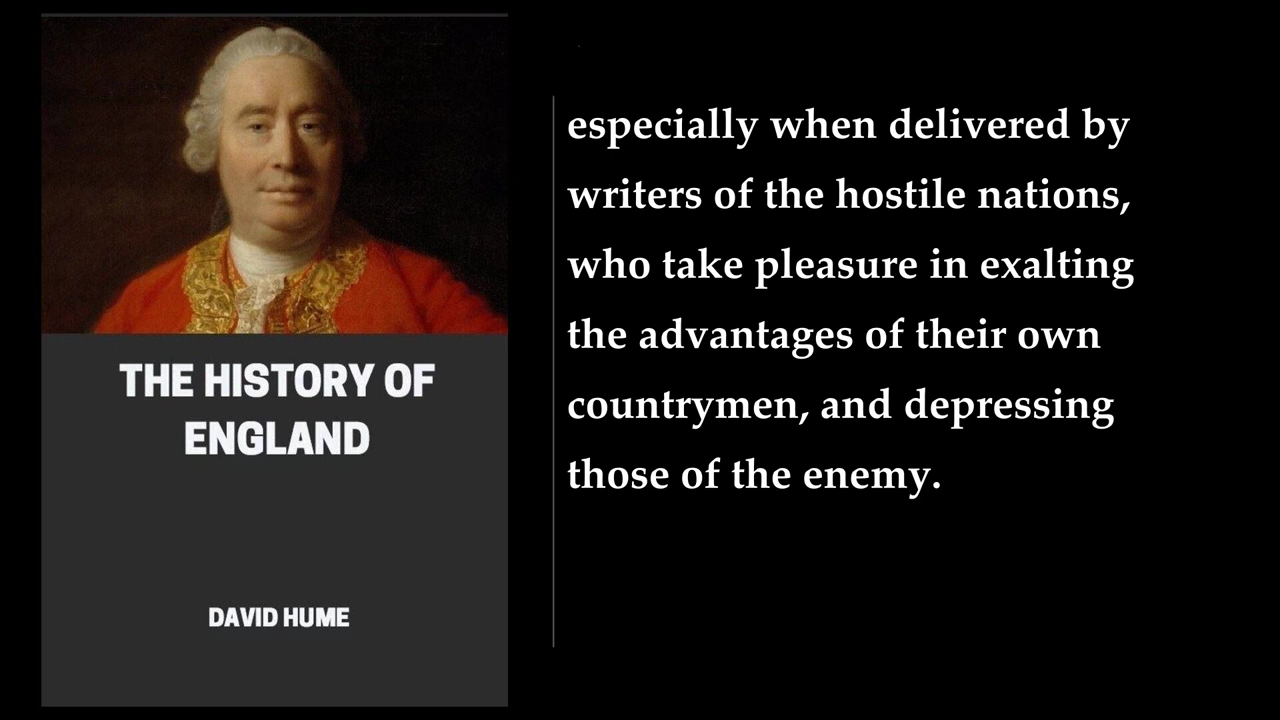 THE HISTORY OF
ENGLAND
DAVID HUME
especially when delivered by
writers of the hostile nations,
who take pleasure in exalting
the advantages of their own
countrymen, and depressing
those of the enemy.